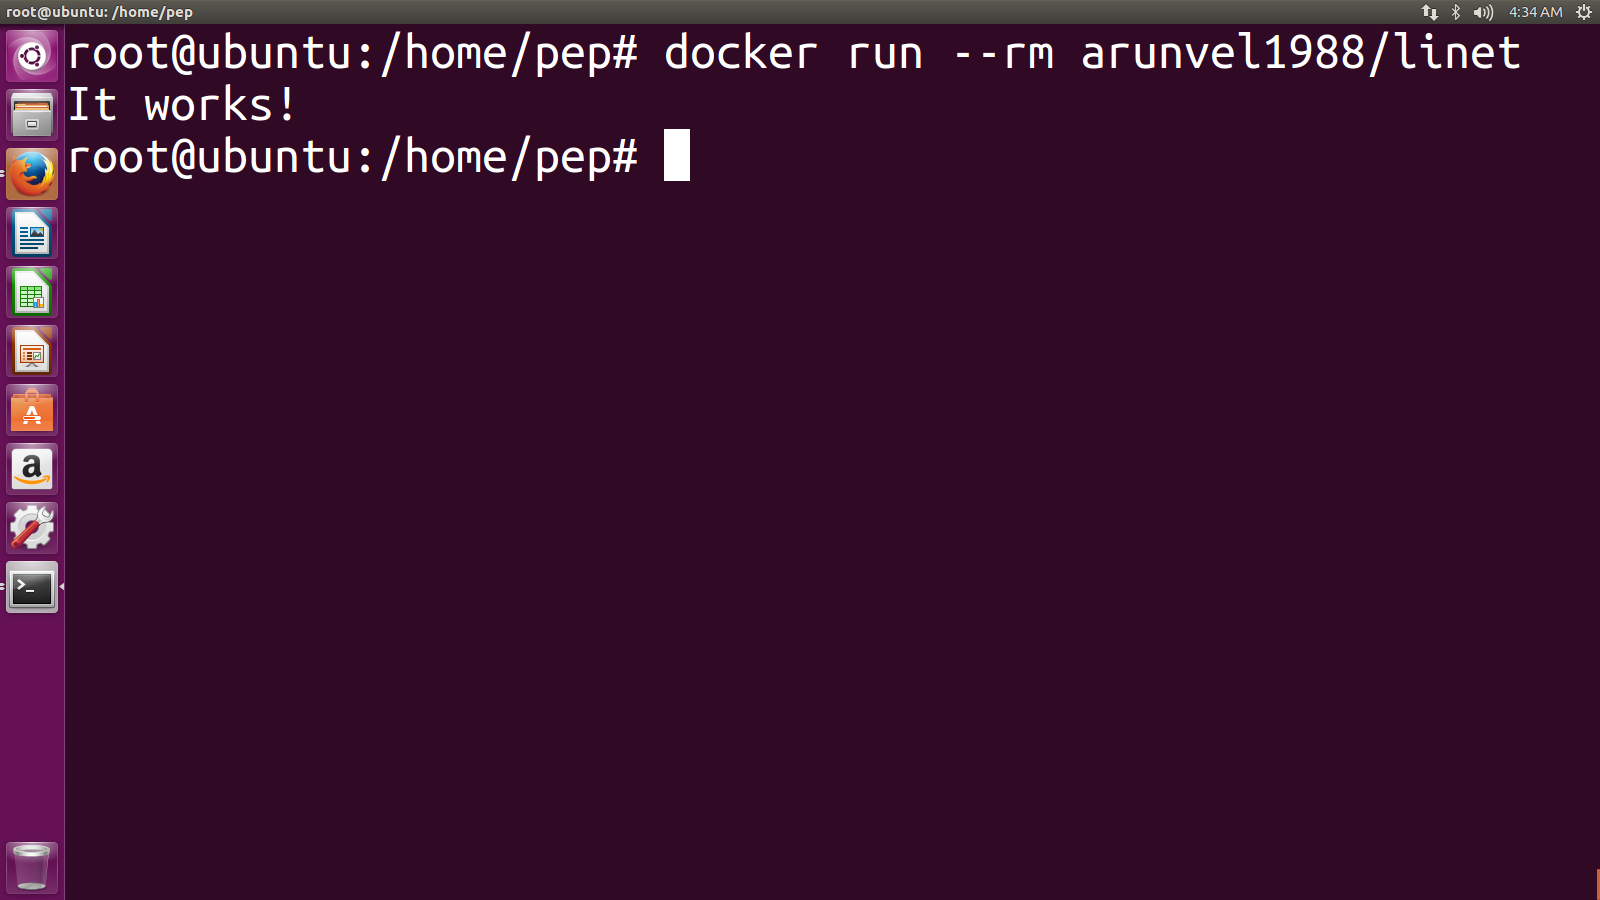 root@ubuntu: /home/pep
4:34 AM
root@ubuntu:/home/pep# docker run --rm arunvel1988/linet
It works!
root@ubuntu:/home/pep#